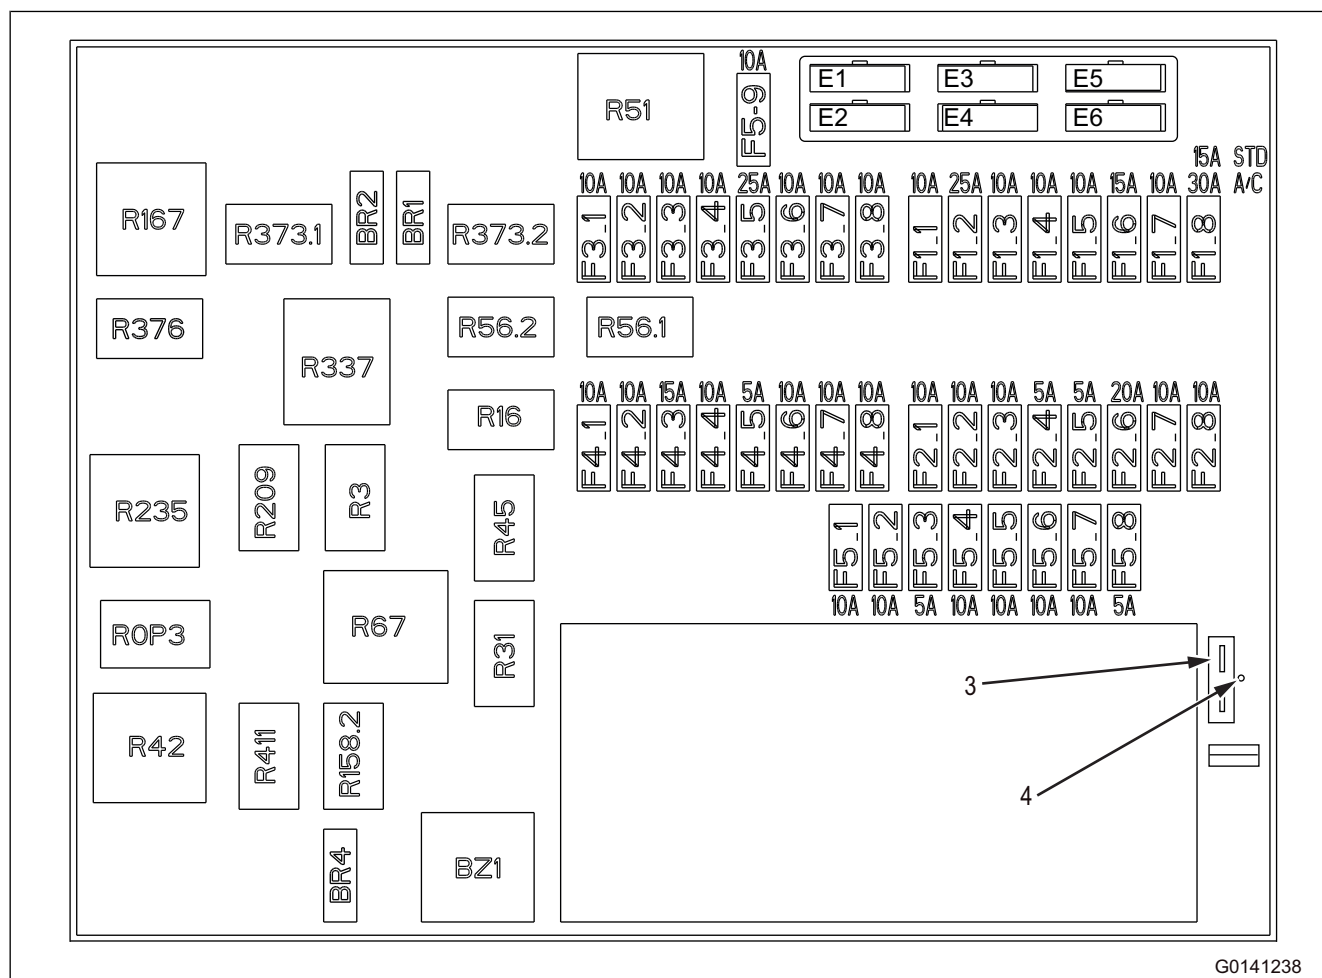 10A
R51
F5-9
E1 E3 E5
E2 E4 E6
15A STD
10A 10A 10A 10A 25A 10A 10A 10A 10A 25A 10A 10A 10A 15A 10A 30A A/C
F3_1 F3_2 F3_3 F3_4 F3_5 F3_6 F3_7 F3_8 F1_1 F1_2 F1_3 F1_4 F1_5 F1_6 F1_7 F1_8
R167 R373.1 BR2 BR1 R373.2
R376 R337 R56.2 R56.1
R16
10A 10A 15A 10A 5A 10A 10A 10A 10A 10A 10A 5A 5A 20A 10A 10A
F4_1 F4_2 F4_3 F4_4 F4_5 F4_6 F4_7 F4_8 F2_1 F2_2 F2_3 F2_4 F2_5 F2_6 F2_7 F2_8
R235 R209 R3 R45
F5_1 F5_2 F5_3 F5_4 F5_5 F5_6 F5_7 F5_8
10A 10A 5A 10A 10A 10A 10A 5A
R0P3 R67 R31
3
R42 R411 R158.2
4
BR4 BZ1
G0141238